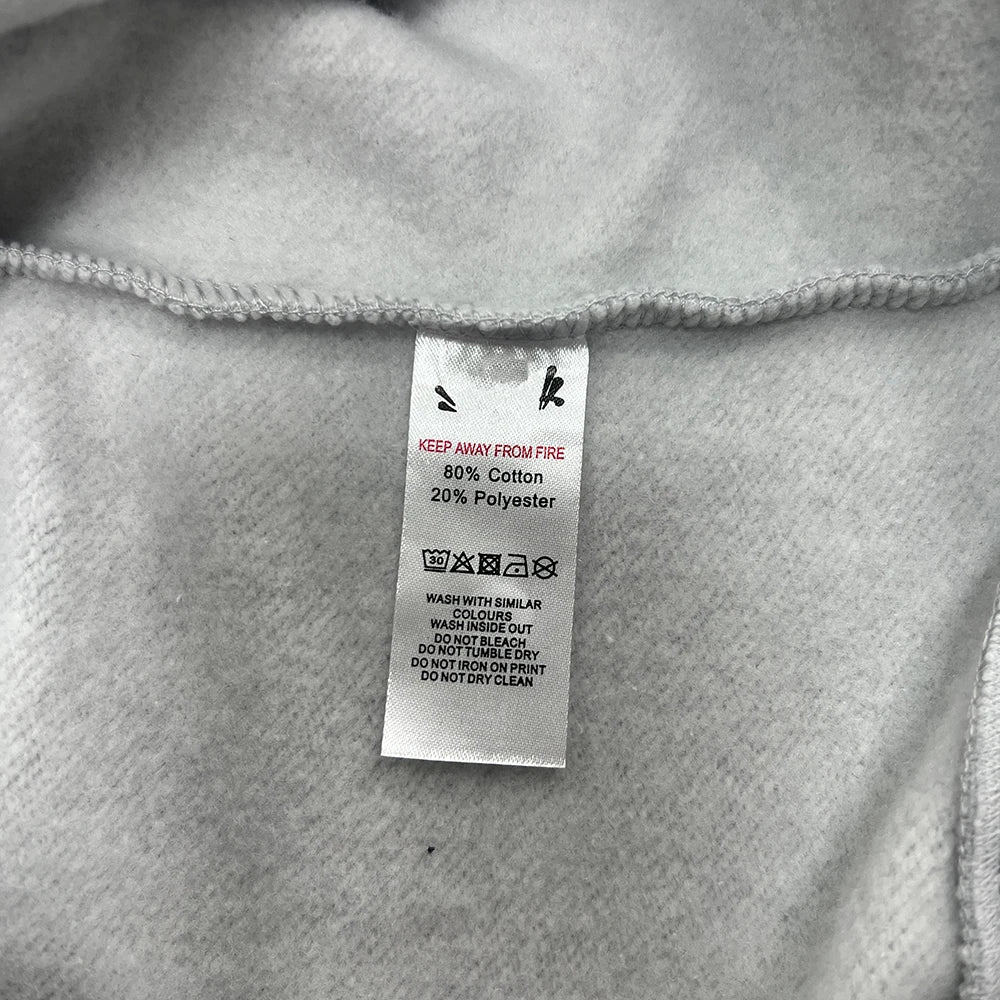 KEEP AWAY FROM FIRE
80% Cotton
20% Polyester
30
WASH WITH SIMILAR
COLOURS
WASH INSIDE OUT
DO NOT BLEACH
DO NOT TUMBLE DRY
DO NOT IRON ON PRINT
DO NOT DRY CLEAN